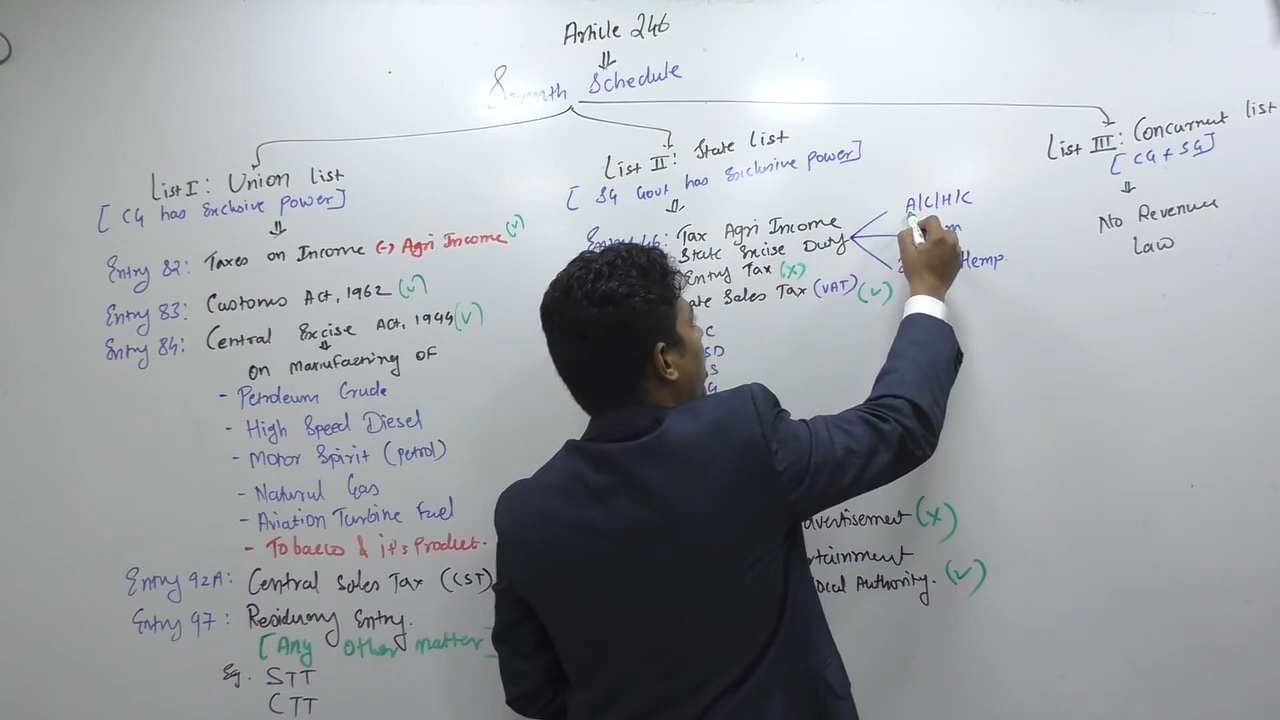 Article 246
⇓
Seventh Schedule
List I: Union list
[CG has Exclusive power]
⇓
Entry 82: Taxes on Income (-) Agri Income (✓)
Entry 83: Customs Act, 1962 (✓)
Entry 84: Central Excise Act, 1944 (✓)
on manufacturing of
- Petroleum Crude
- High Speed Diesel
- Motor Spirit (petrol)
- Natural Gas
- Aviation Turbine Fuel
- Tobacco & it's Product.
Entry 92A: Central Sales Tax (CST)
Entry 97: Residuary Entry.
[Any other matter]
Eg. STT
CTT
List II: State list
[SG Govt has Exclusive power]
⇓
Entry 46: Tax Agri Income
State Excise Duty
A/C/H/C
Hemp.
Entry Tax (x)
Sales Tax (VAT) (✓)
(x)
Local Authority. (✓)
List III: Concurrent list
[CG + SG]
⇓
No Revenue
Law